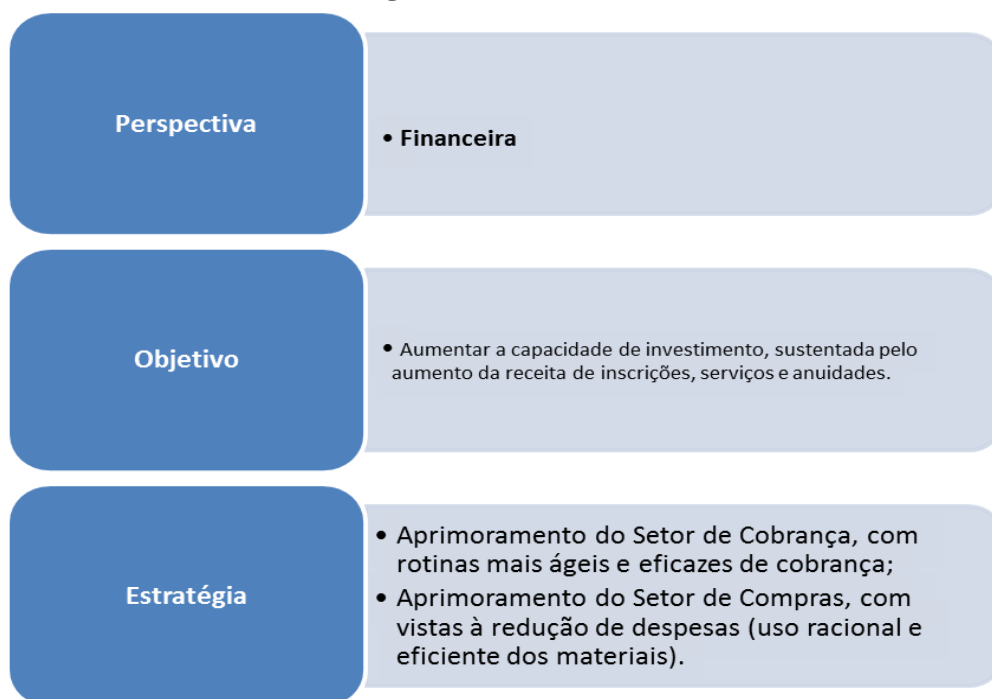 Perspectiva
• Financeira
Objetivo
• Aumentar a capacidade de investimento, sustentada pelo
aumento da receita de inscrições, serviços e anuidades.
Estratégia
• Aprimoramento do Setor de Cobrança, com
rotinas mais ágeis e eficazes de cobrança;
• Aprimoramento do Setor de Compras, com
vistas à redução de despesas (uso racional e
eficiente dos materiais).